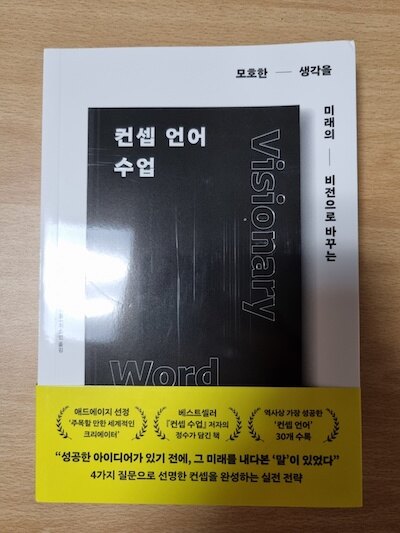 모호한 — 생각을
미래의 — 비전으로 바꾸는
컨셉 언어
수업
Visionary
Word
애드에이지 선정
‘주목할 만한 세계적인
크리에이터’
베스트셀러
『컨셉 수업』 저자의
정수가 담긴 책
역사상 가장 성공한
‘컨셉 언어’
30개 수록
“성공한 아이디어가 있기 전에, 그 미래를 내다본 ‘말’이 있었다”
4가지 질문으로 선명한 컨셉을 완성하는 실전 전략